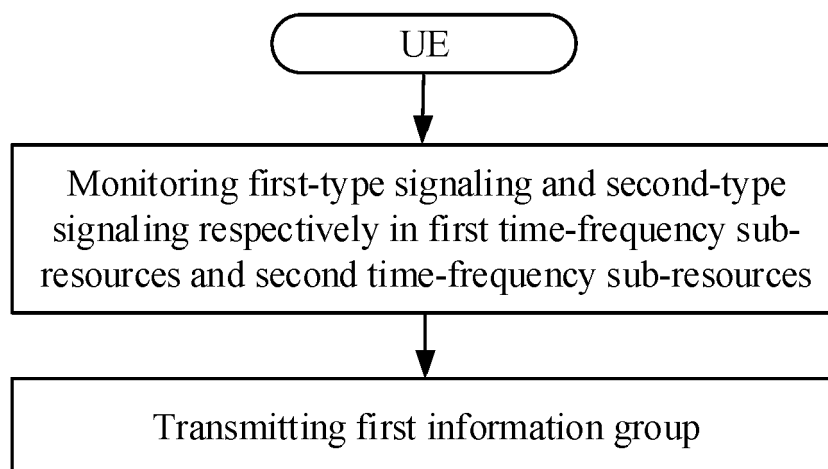 UE
Monitoring first-type signaling and second-type
signaling respectively in first time-frequency sub-
resources and second time-frequency sub-resources
Transmitting first information group